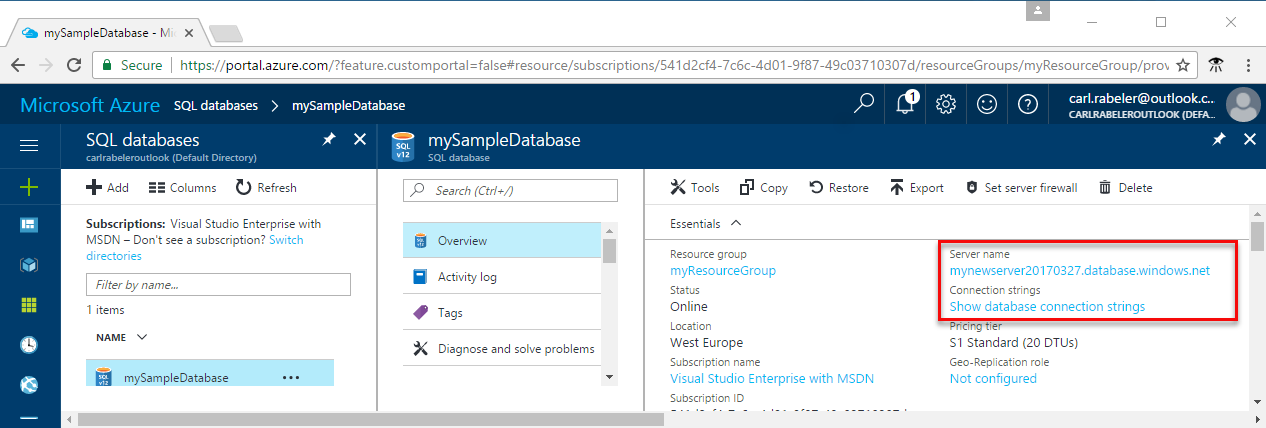 mySampleDatabase - Mi
Secure https://portal.azure.com/?feature.customportal=false#resource/subscriptions/541d2cf4-7c6c-4d01-9f87-49c03710307d/resourceGroups/myResourceGroup/prov
Microsoft Azure SQL databases > mySampleDatabase
1
carl.rabeler@outlook.c...
CARLRABELEROUTLOOK (DEFA...
SQL databases
carlrabeleroutlook (Default Directory)
SQL v12
mySampleDatabase
SQL database
Add Columns Refresh
Search (Ctrl+/)
Tools Copy Restore Export Set server firewall Delete
Subscriptions: Visual Studio Enterprise with
MSDN – Don't see a subscription? Switch
directories
Filter by name...
1 items
NAME
mySampleDatabase ...
Overview
Activity log
Tags
Diagnose and solve problems
Essentials
Resource group
myResourceGroup
Status
Online
Location
West Europe
Subscription name
Visual Studio Enterprise with MSDN
Subscription ID
Server name
mynewserver20170327.database.windows.net
Connection strings
Show database connection strings
Pricing tier
S1 Standard (20 DTUs)
Geo-Replication role
Not configured